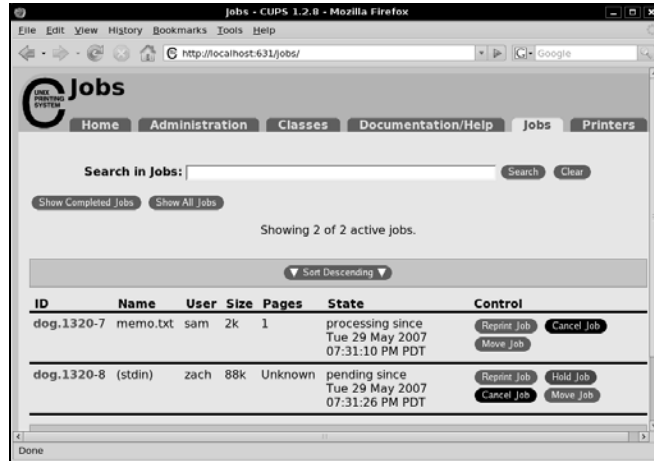 Jobs - CUPS 1.2.8 - Mozilla Firefox
File Edit View History Bookmarks Tools Help
http://localhost:631/jobs/ Google
UNIX PRINTING SYSTEM
Jobs
Home Administration Classes Documentation/Help Jobs Printers
Search in Jobs: Search Clear
Show Completed Jobs Show All Jobs
Showing 2 of 2 active jobs.
▼ Sort Descending ▼
ID Name User Size Pages State Control
dog.1320-7 memo.txt sam 2k 1 processing since Reprint Job Cancel Job
Tue 29 May 2007 Move Job
07:31:10 PM PDT
dog.1320-8 (stdin) zach 88k Unknown pending since Reprint Job Hold Job
Tue 29 May 2007 Cancel Job Move Job
07:31:26 PM PDT
Done